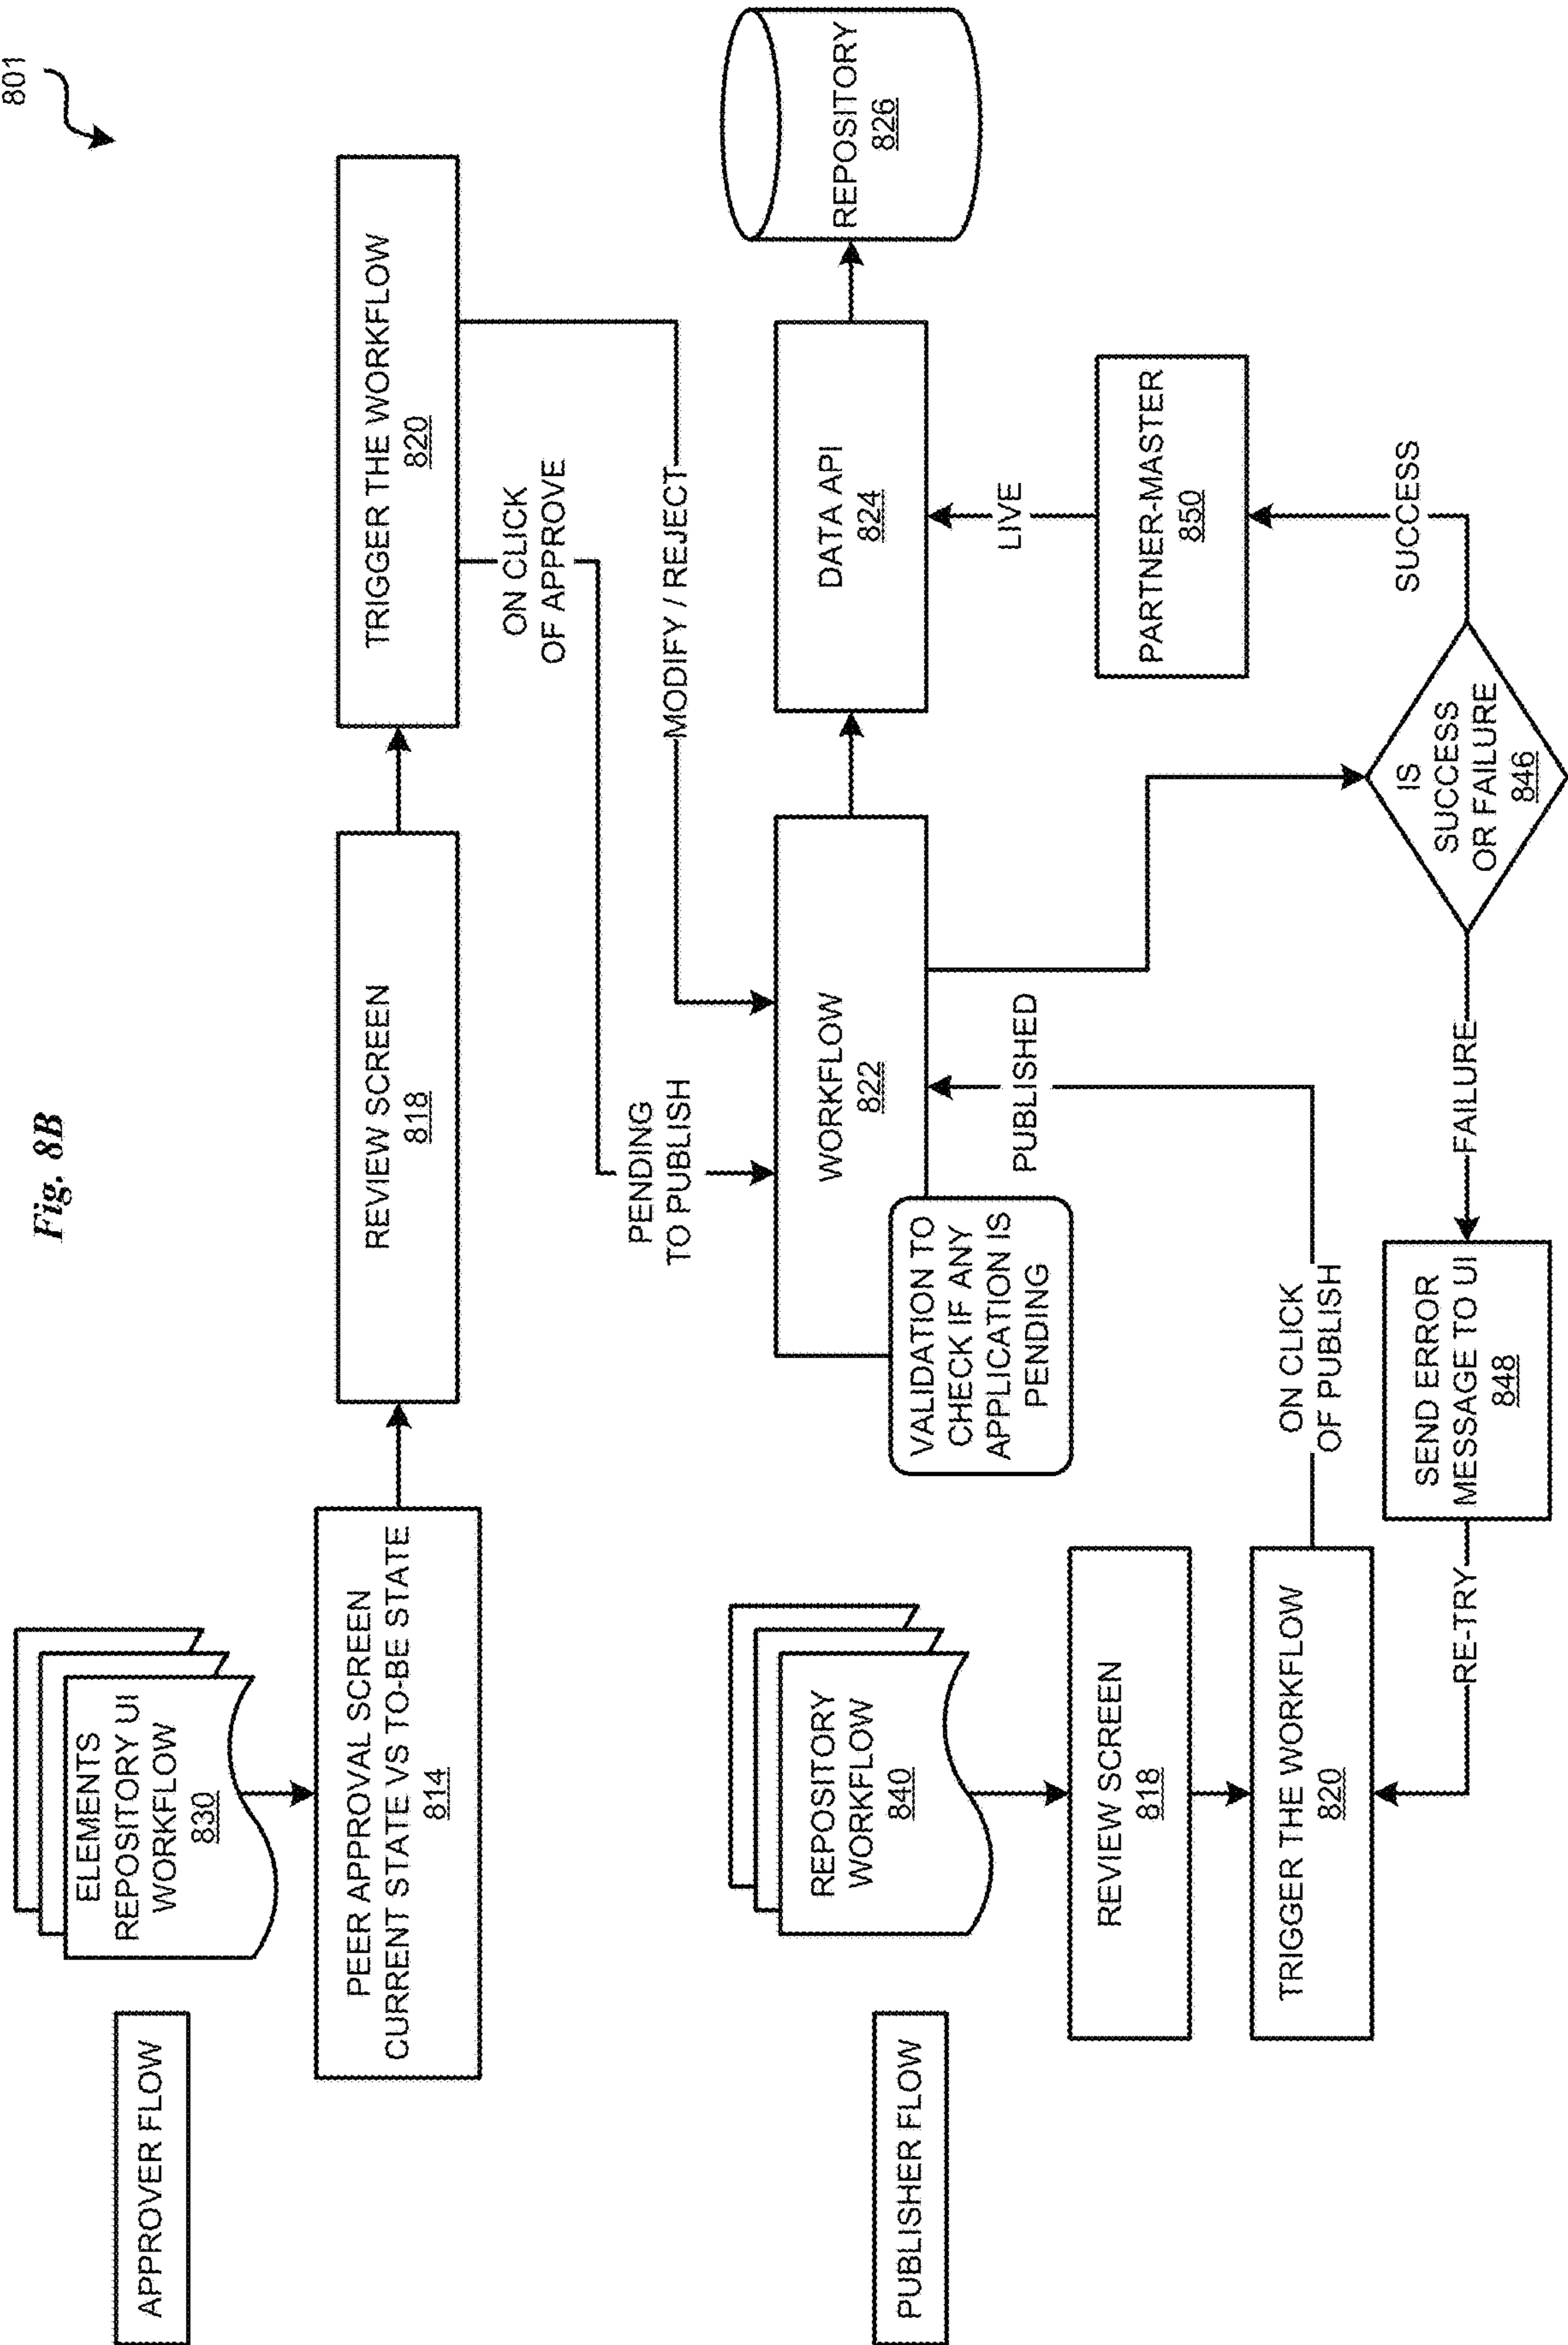 801
APPROVER FLOW
ELEMENTS
REPOSITORY UI
WORKFLOW
830
PEER APPROVAL SCREEN
CURRENT STATE VS TO-BE STATE
814
REVIEW SCREEN
818
TRIGGER THE WORKFLOW
820
ON CLICK
OF APPROVE
PENDING
TO PUBLISH
MODIFY / REJECT
PUBLISHER FLOW
REPOSITORY
WORKFLOW
840
REVIEW SCREEN
818
TRIGGER THE WORKFLOW
820
ON CLICK
OF PUBLISH
PUBLISHED
WORKFLOW
822
VALIDATION TO
CHECK IF ANY
APPLICATION IS
PENDING
DATA API
824
REPOSITORY
826
LIVE
PARTNER-MASTER
850
SUCCESS
IS
SUCCESS
OR FAILURE
846
FAILURE
SEND ERROR
MESSAGE TO UI
848
RE-TRY
Fig. 8B